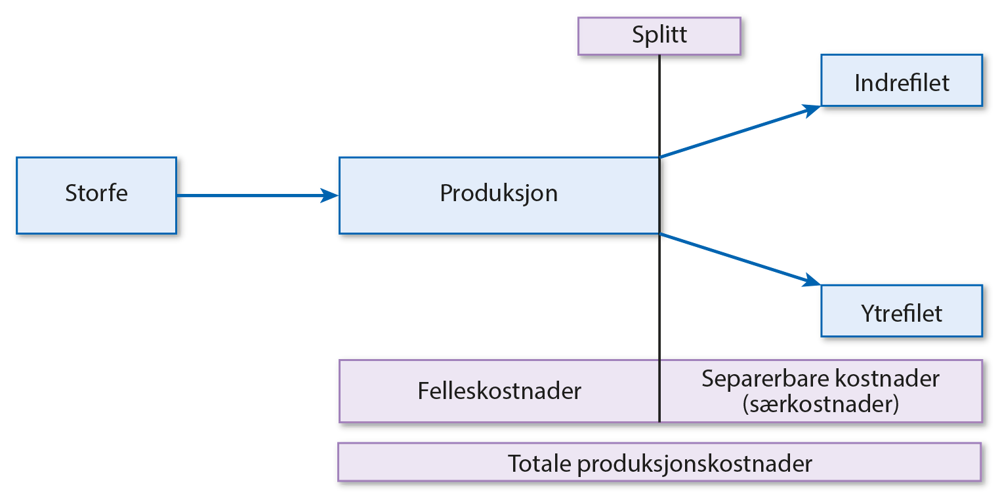 Splitt
Indrefilet
Storfe
Produksjon
Ytrefilet
Felleskostnader
Separerbare kostnader
(særkostnader)
Totale produksjonskostnader